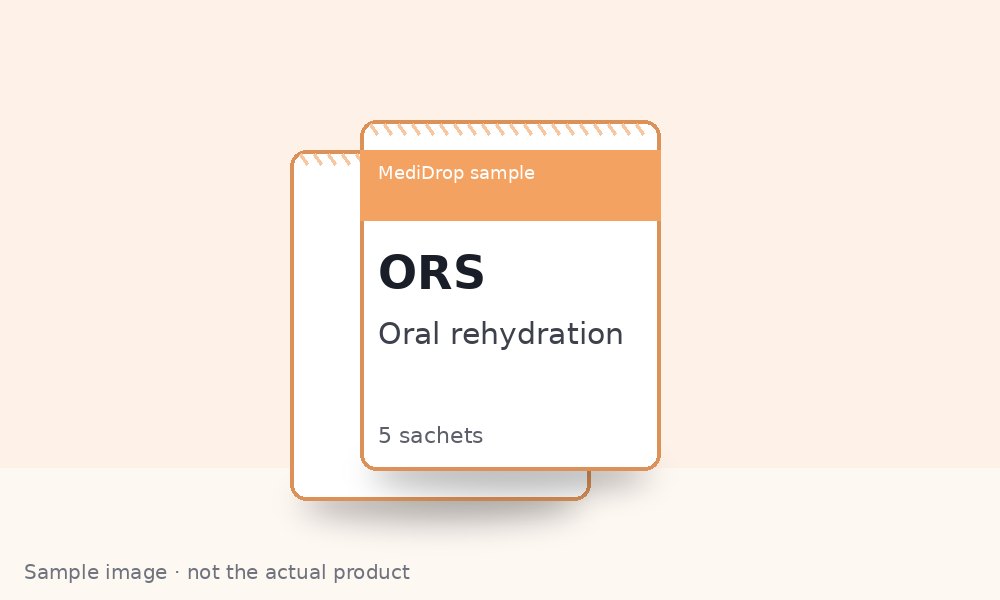 MediDrop sample
ORS
Oral rehydration
5 sachets
Sample image · not the actual product